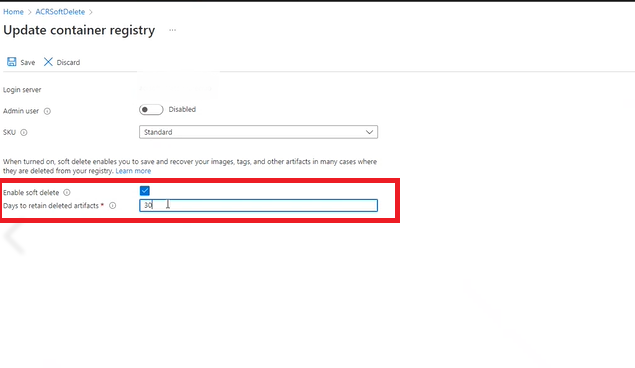 Home > ACRSoftDelete >
Update container registry ...
Save Discard
Login server
Admin user Disabled
SKU Standard
When turned on, soft delete enables you to save and recover your images, tags, and other artifacts in many cases where
they are deleted from your registry. Learn more
Enable soft delete
Days to retain deleted artifacts * 30